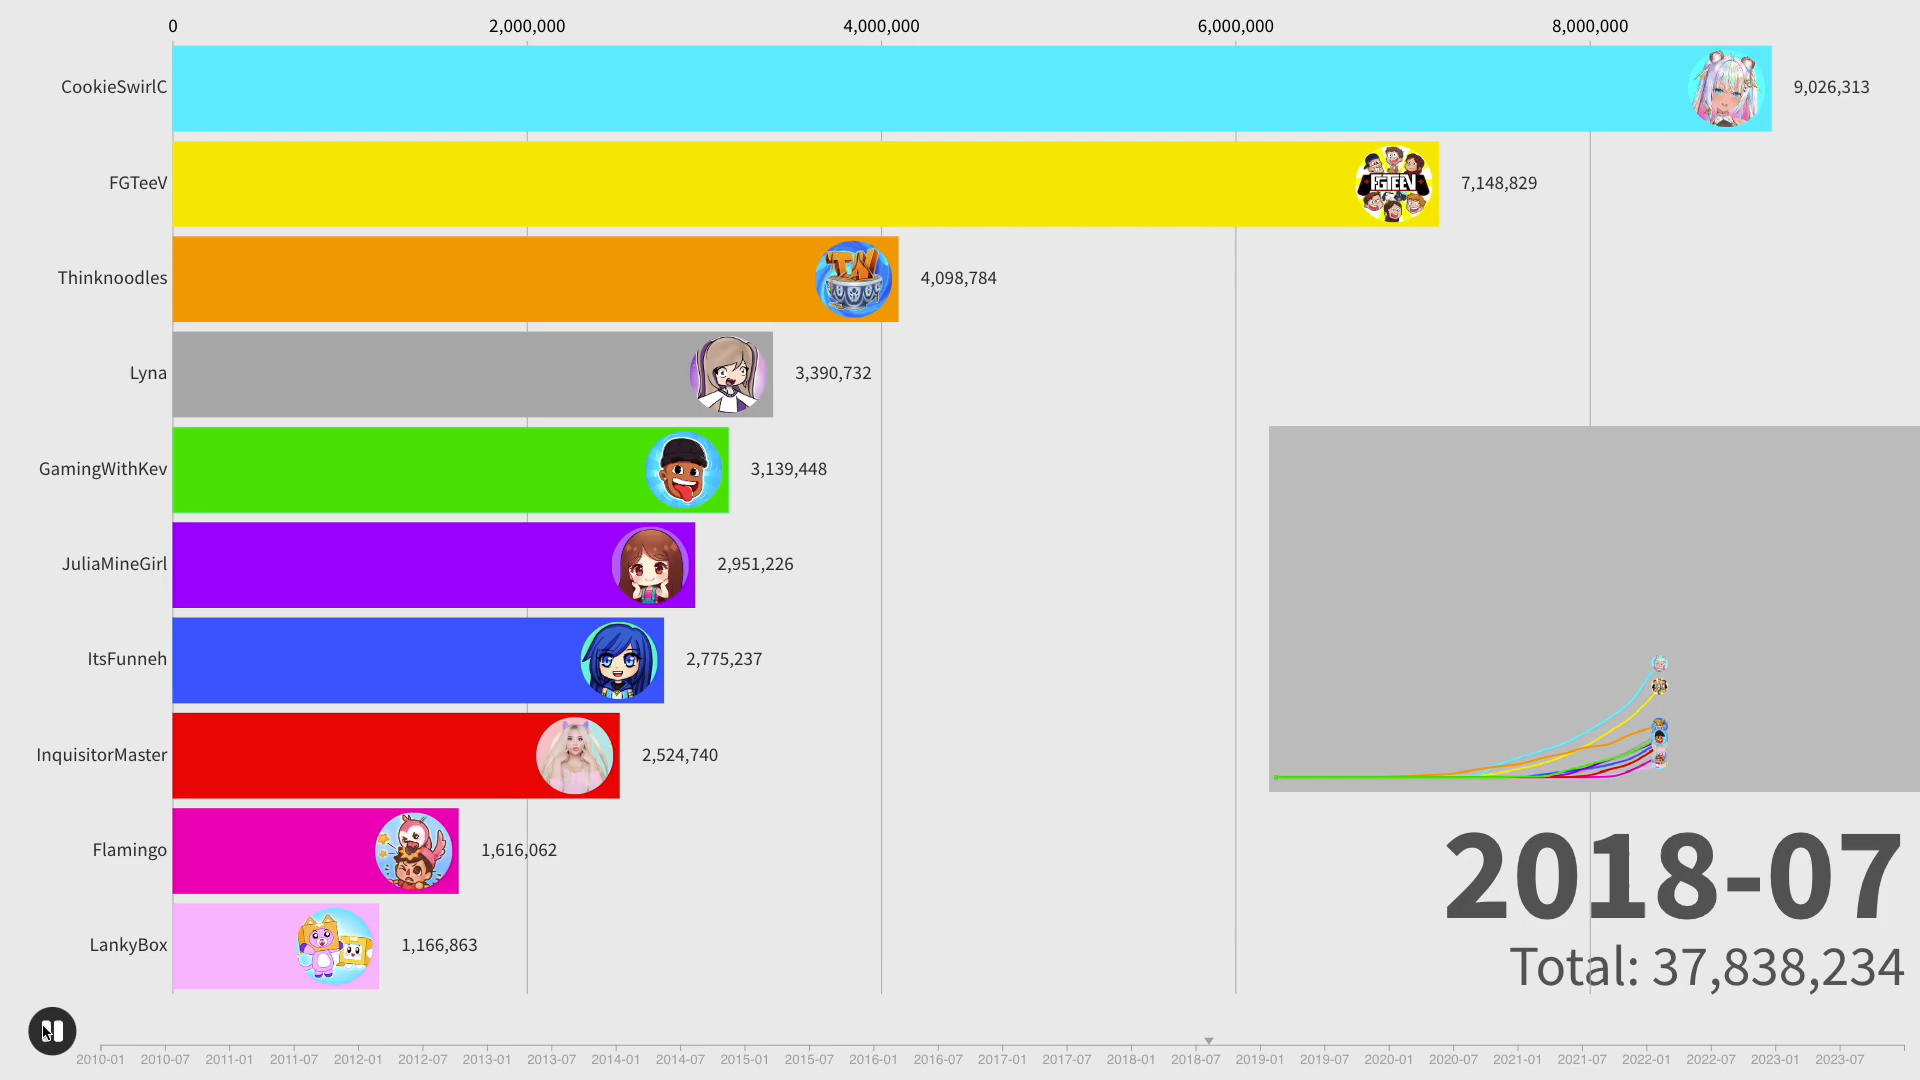 0 2,000,000 4,000,000 6,000,000 8,000,000
CookieSwirlC 9,026,313
FGTeeV FGTEEV 7,148,829
Thinknoodles TN 4,098,784
Lyna 3,390,732
GamingWithKev 3,139,448
JuliaMineGirl 2,951,226
ItsFunneh 2,775,237
InquisitorMaster 2,524,740
Flamingo 1,616,062
LankyBox 1,166,863
2018-07
Total: 37,838,234
2010-01 2010-07 2011-01 2011-07 2012-01 2012-07 2013-01 2013-07 2014-01 2014-07 2015-01 2015-07 2016-01 2016-07 2017-01 2017-07 2018-01 2018-07 2019-01 2019-07 2020-01 2020-07 2021-01 2021-07 2022-01 2022-07 2023-01 2023-07